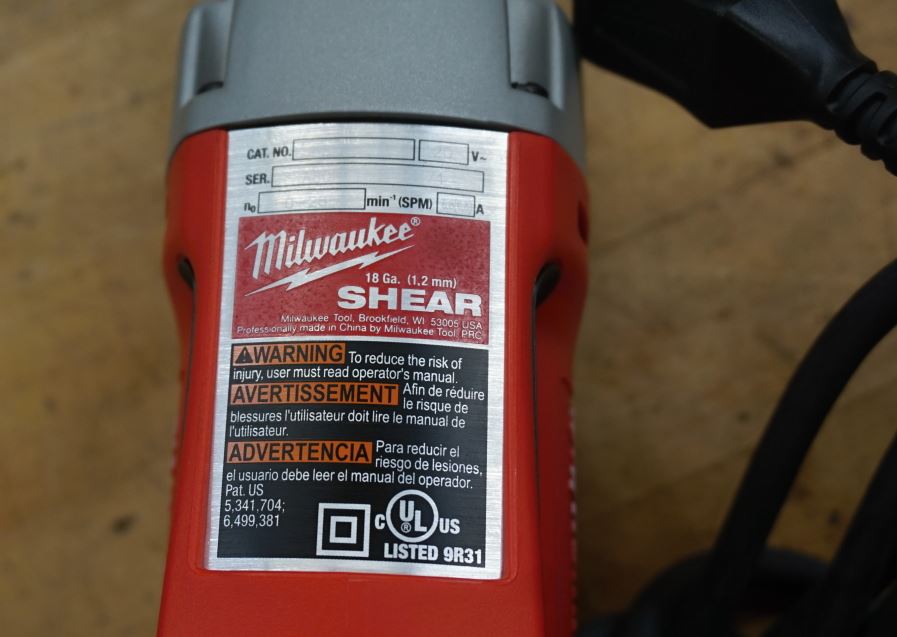 CAT. NO. V~
SER.
n₀ min⁻¹ (SPM) A
Milwaukee®
18 Ga. (1,2 mm)
SHEAR
Milwaukee Tool, Brookfield, WI 53005 USA
Professionally made in China by Milwaukee Tool, PRC
WARNING To reduce the risk of
injury, user must read operator's manual.
AVERTISSEMENT Afin de réduire
le risque de
blessures l'utilisateur doit lire le manuel de
l'utilisateur.
ADVERTENCIA Para reducir el
riesgo de lesiones,
el usuario debe leer el manual del operador.
Pat. US
5,341,704;
6,499,381
C UL® US
LISTED 9R31